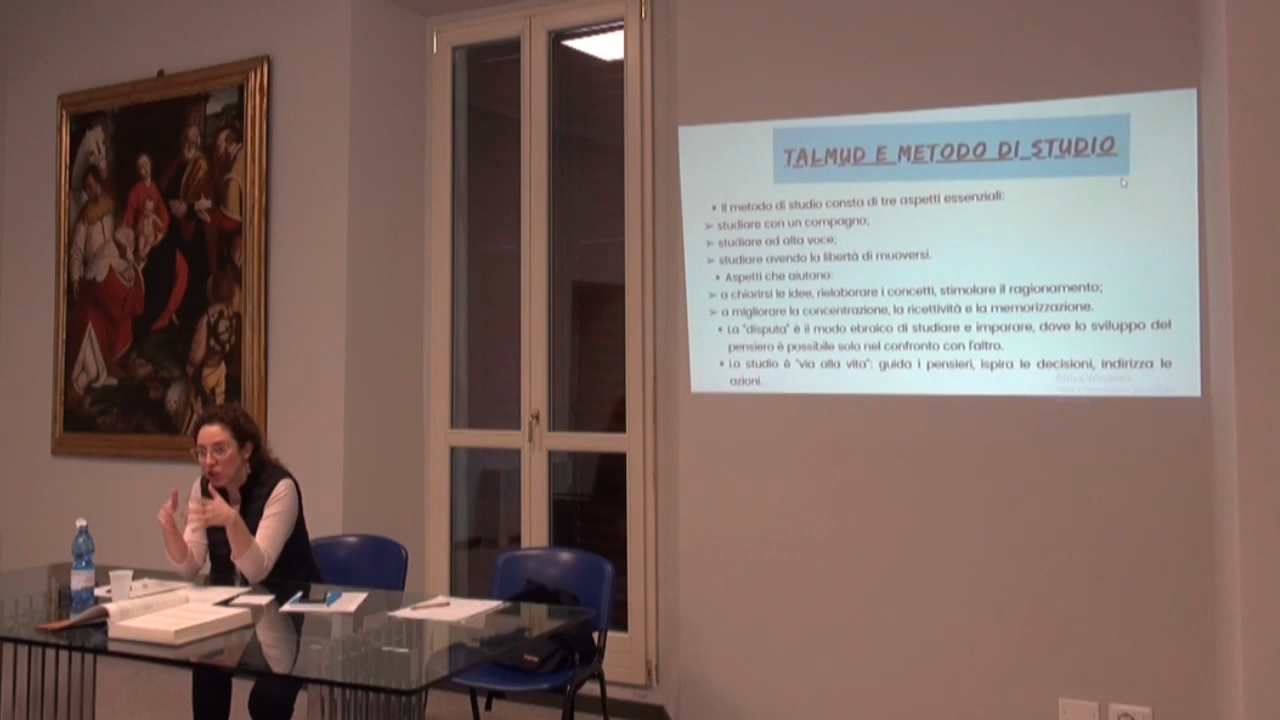 TALMUD E METODO DI STUDIO
• Il metodo di studio consta di tre aspetti essenziali:
➢ studiare con un compagno;
➢ studiare ad alta voce;
➢ studiare avendo la libertà di muoversi.
• Aspetti che aiutano:
➢ a chiarirsi le idee, rielaborare i concetti, stimolare il ragionamento;
➢ a migliorare la concentrazione, la ricettività e la memorizzazione.
• La "disputa" è il modo ebraico di studiare e imparare, dove lo sviluppo del
pensiero è possibile solo nel confronto con l'altro.
• Lo studio è "via alla vita": guida i pensieri, ispira le decisioni, indirizza le
azioni.
Attiva Windows